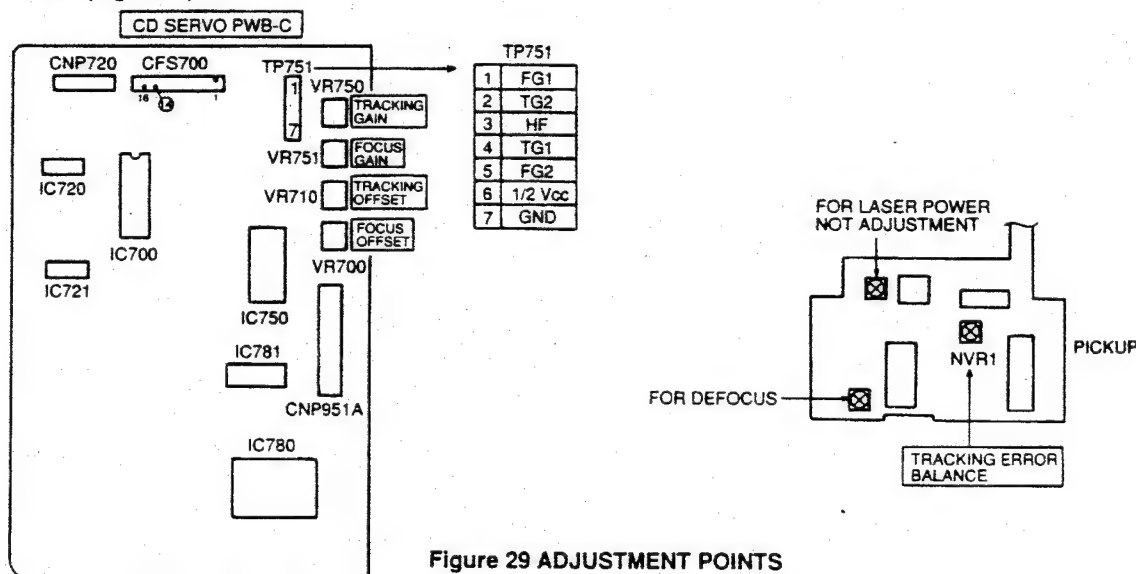 CD SERVO PWB-C
CNP720
CFS700
TP751
16
14
1
1
7
VR750
TRACKING
GAIN
VR751
FOCUS
GAIN
VR710
TRACKING
OFFSET
FOCUS
OFFSET
VR700
IC720
IC700
IC721
IC750
IC781
CNP951A
IC780
TP751
1 FG1
2 TG2
3 HF
4 TG1
5 FG2
6 1/2 Vcc
7 GND
FOR LASER POWER
NOT ADJUSTMENT
NVR1
PICKUP
FOR DEFOCUS
TRACKING ERROR
BALANCE
Figure 29 ADJUSTMENT POINTS